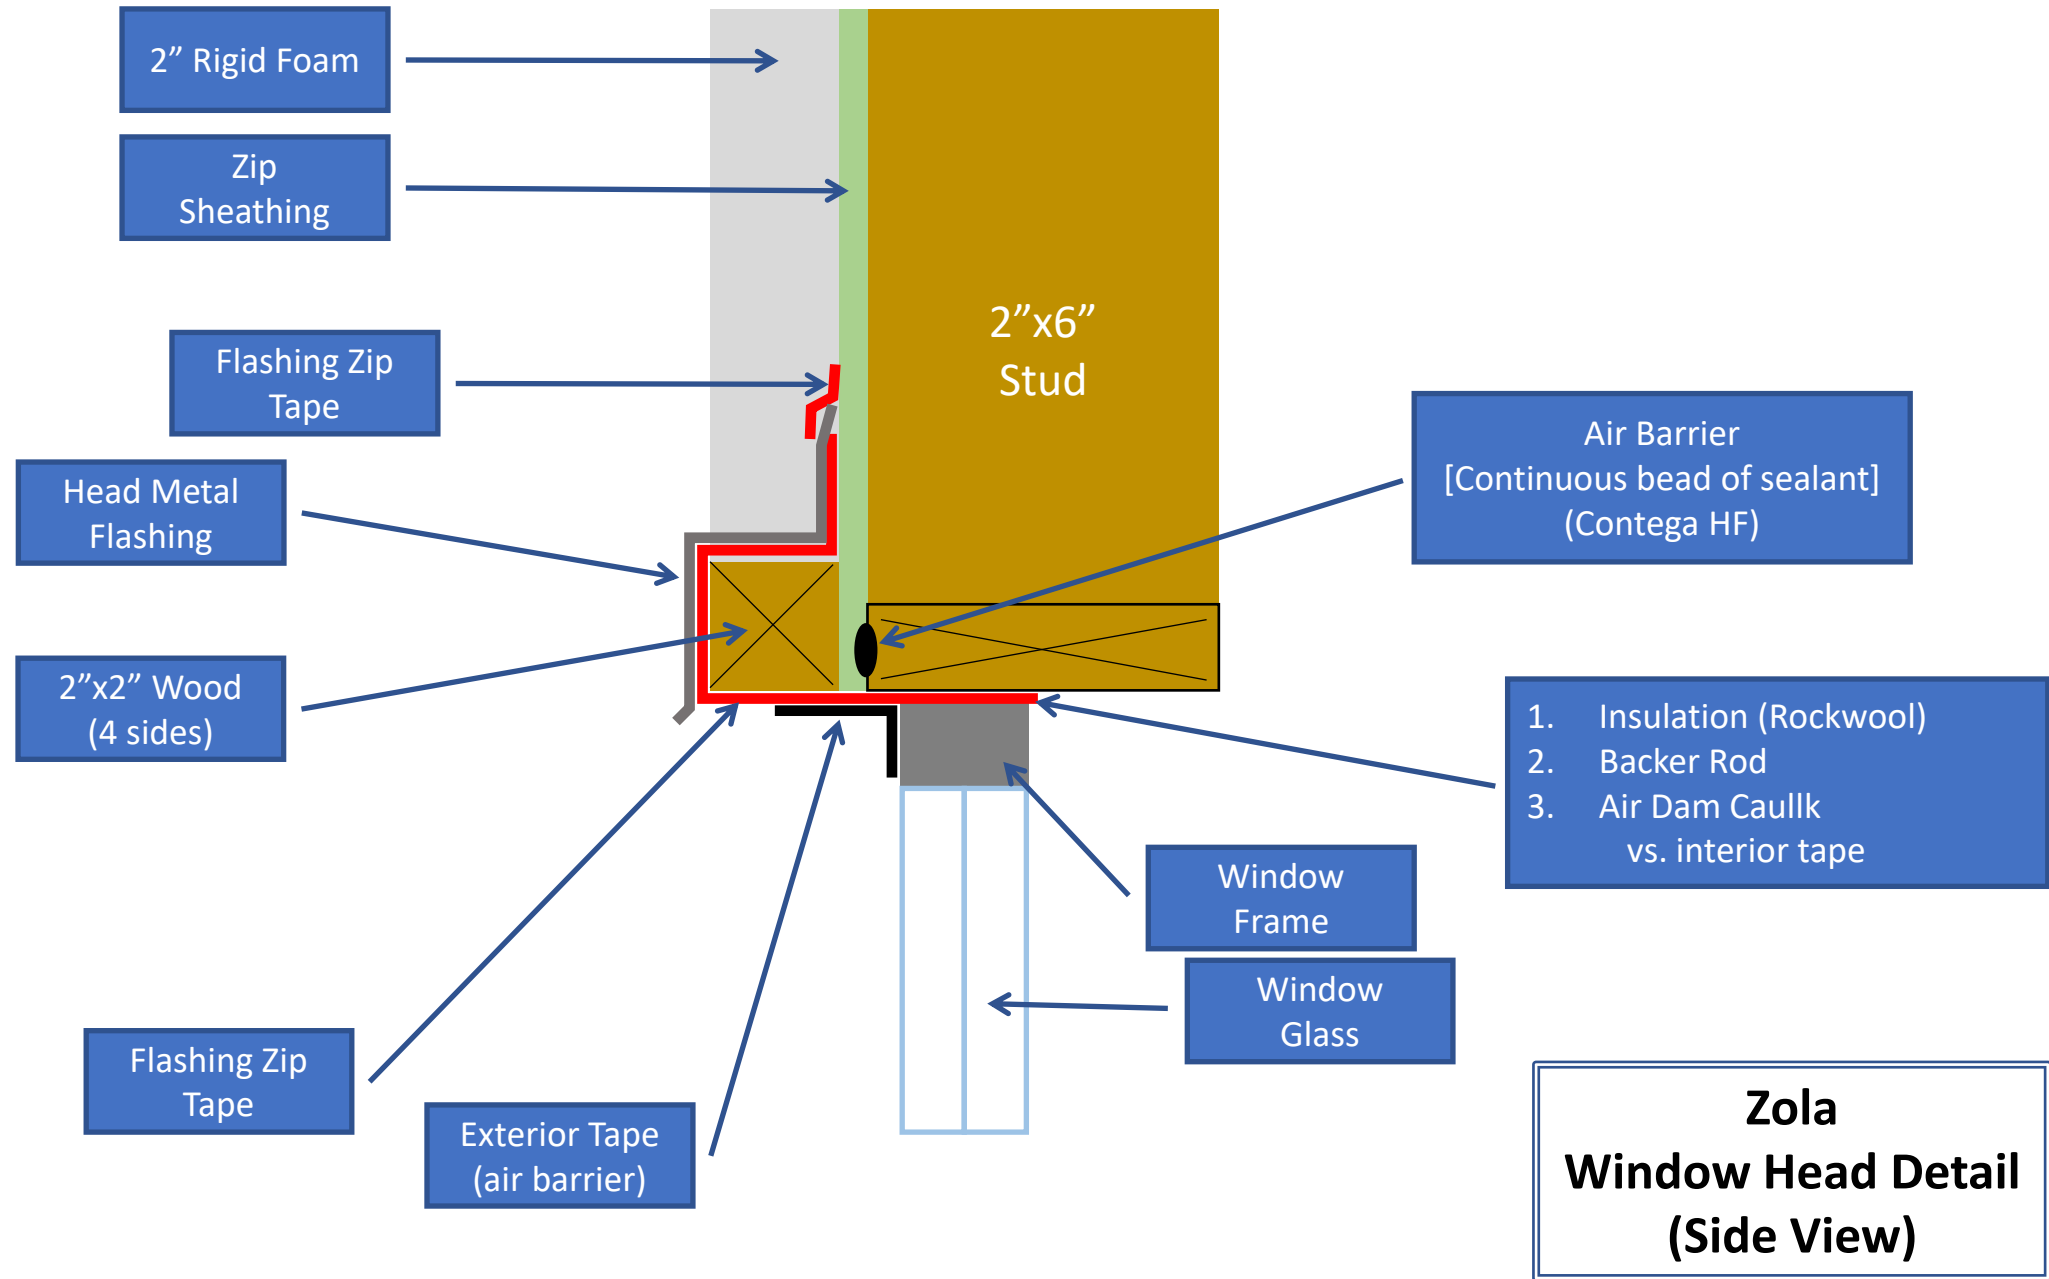 2” Rigid Foam
Zip
Sheathing
2”x6”
Stud
Flashing Zip
Tape
Air Barrier
[Continuous bead of sealant]
(Contega HF)
Head Metal
Flashing
2”x2” Wood
(4 sides)
1. Insulation (Rockwool)
2. Backer Rod
3. Air Dam Caullk
vs. interior tape
Window
Frame
Window
Glass
Flashing Zip
Tape
Exterior Tape
(air barrier)
Zola
Window Head Detail
(Side View)